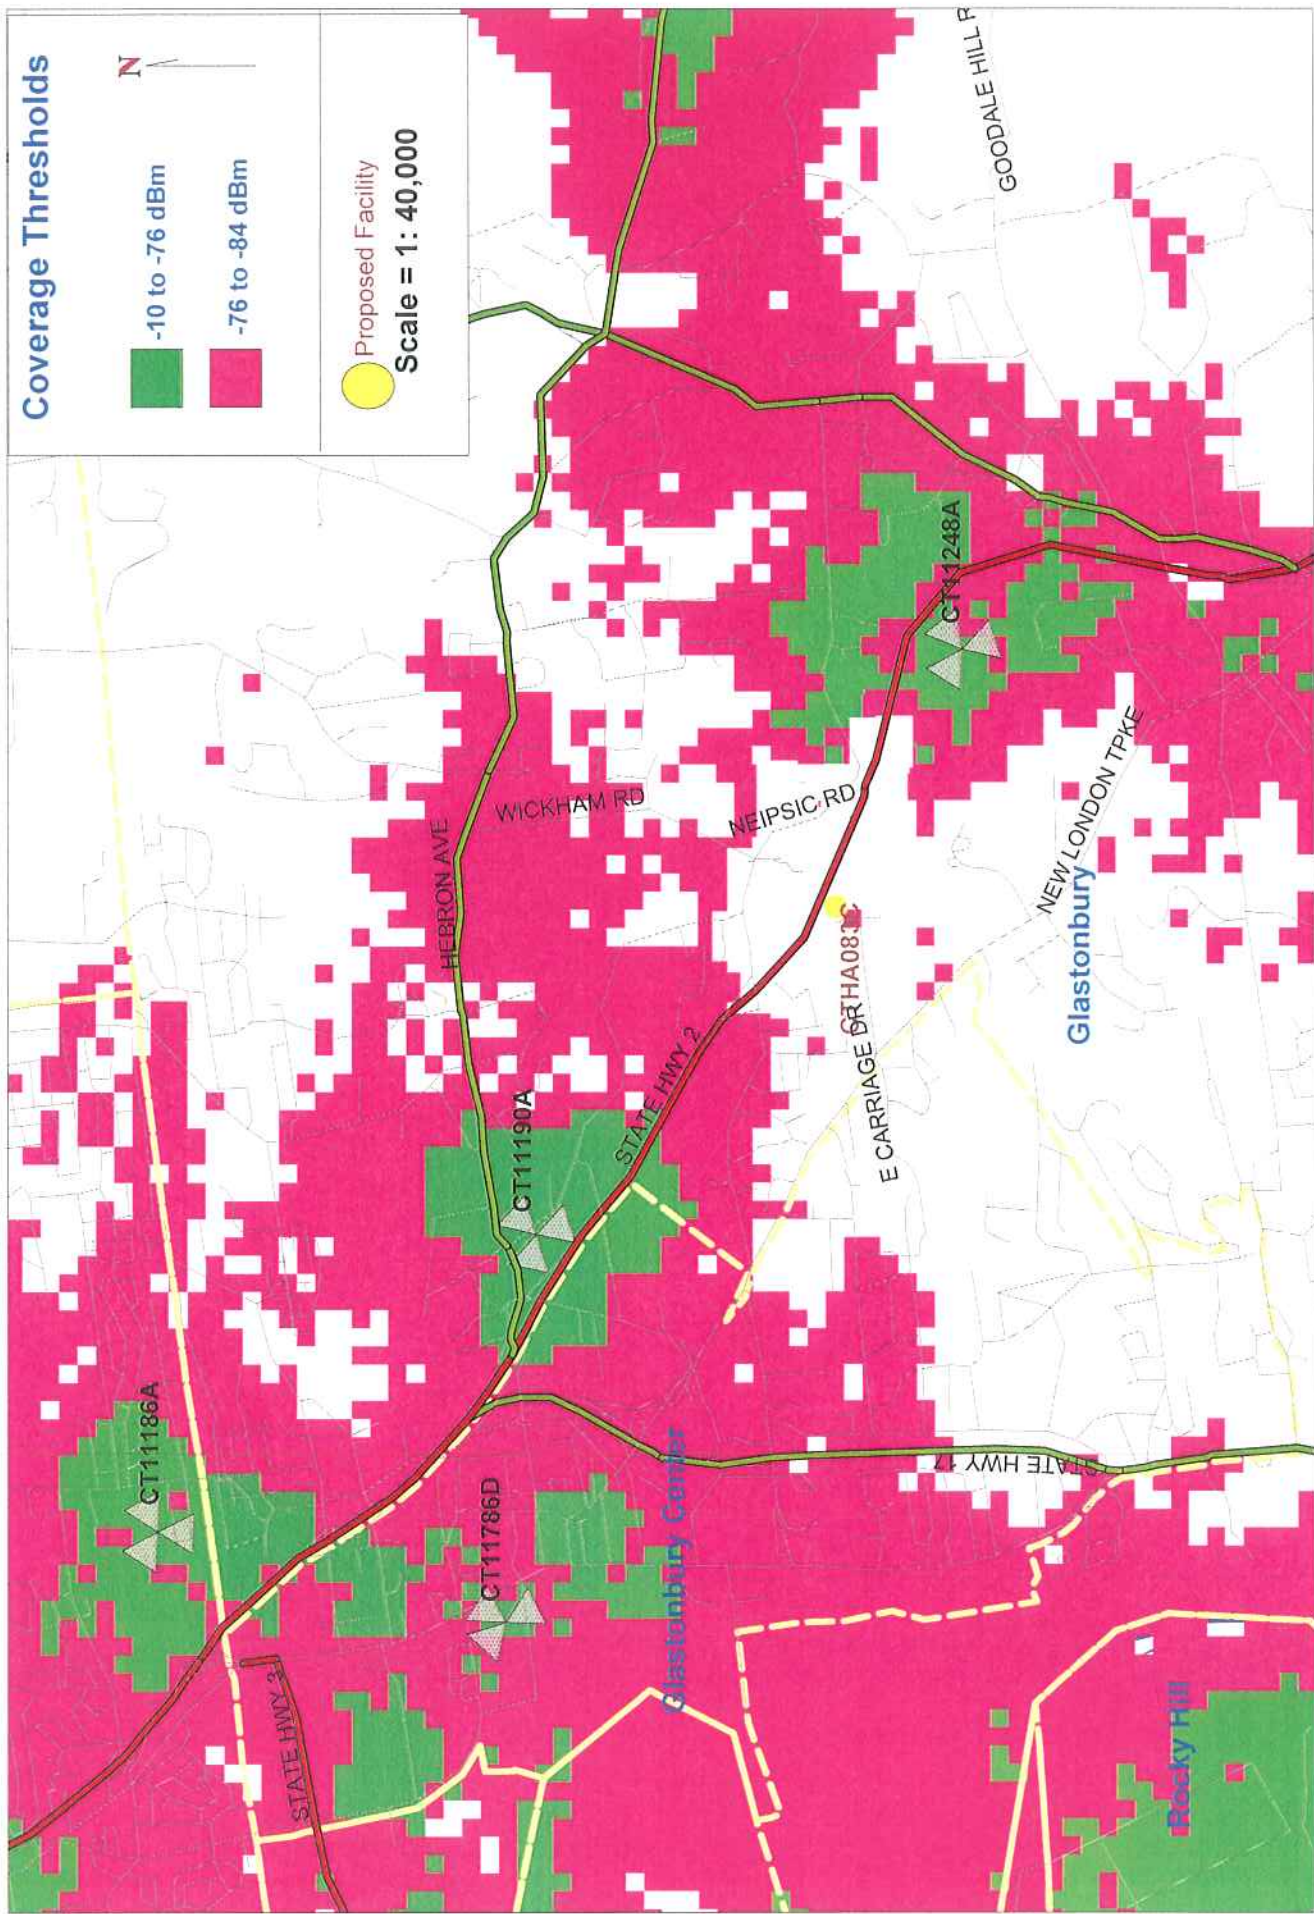 Coverage Thresholds
N
-10 to -76 dBm
-76 to -84 dBm
Proposed Facility
Scale = 1: 40,000
CT11186A
STATE HWY 3
CT11786D
CT11190A
HEBRON AVE
WICKHAM RD
STATE HWY 2
NEIPSIC RD
CT11248A
GOODALE HILL R
E CARRIAGE DR
NEW LONDON TPKE
Glastonbury
Glastonbury Center
STATE HWY 17
Rocky Hill